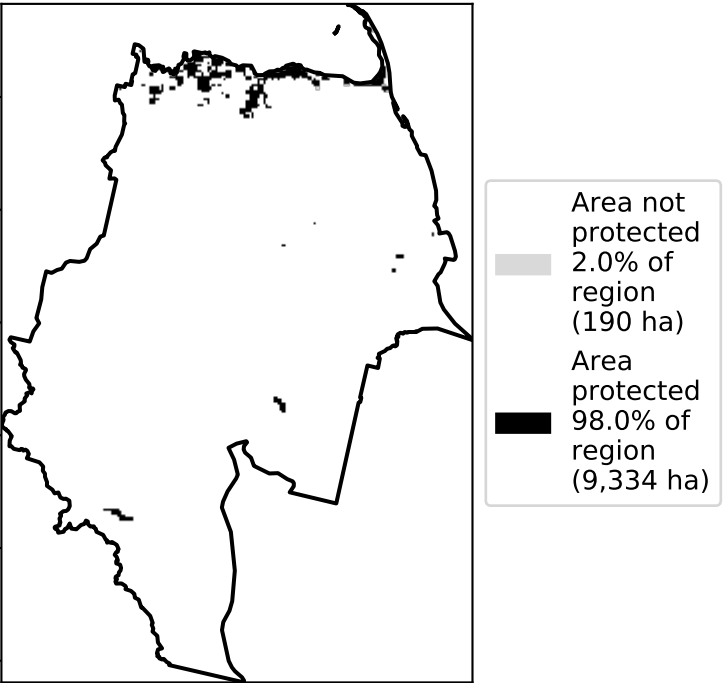 Area not
protected
2.0% of
region
(190 ha)
Area
protected
98.0% of
region
(9,334 ha)